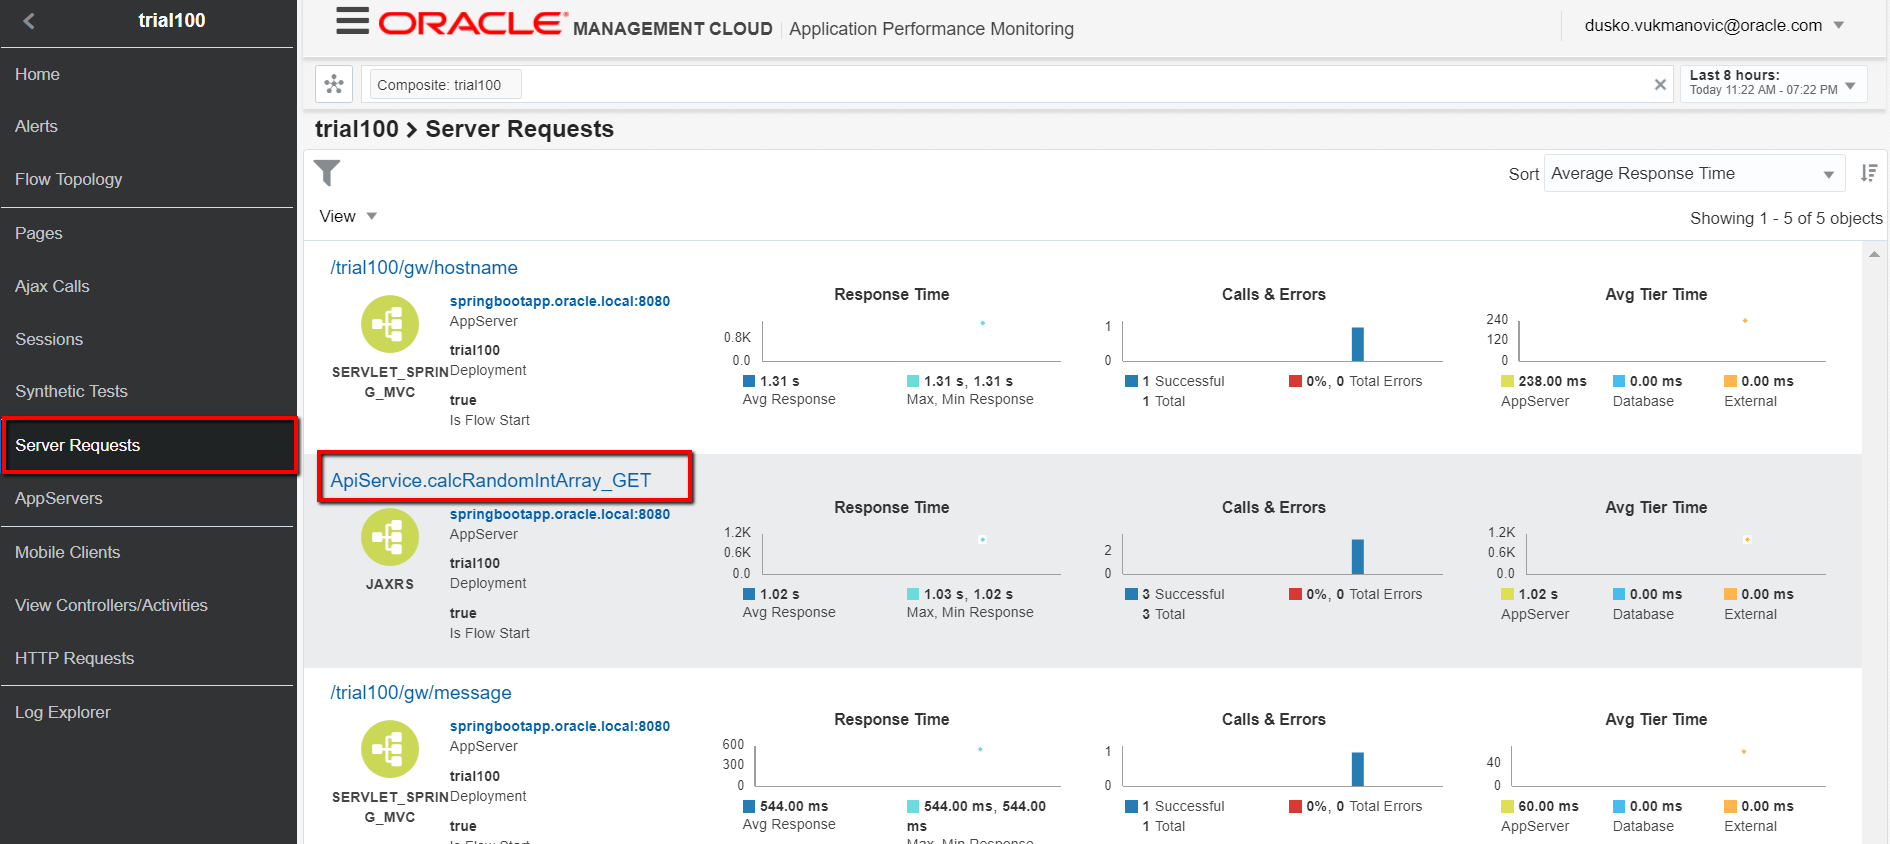 trial100
Home
Alerts
Flow Topology
Pages
Ajax Calls
Sessions
Synthetic Tests
Server Requests
AppServers
Mobile Clients
View Controllers/Activities
HTTP Requests
Log Explorer
ORACLE MANAGEMENT CLOUD Application Performance Monitoring
dusko.vukmanovic@oracle.com
Composite: trial100
Last 8 hours:
Today 11:22 AM - 07:22 PM
trial100 > Server Requests
Sort Average Response Time
View
Showing 1 - 5 of 5 objects
/trial100/gw/hostname
SERVLET_SPRIN
G_MVC
springbootapp.oracle.local:8080
AppServer
trial100
Deployment
true
Is Flow Start
Response Time
0.8K
0.0
1.31 s
Avg Response
1.31 s, 1.31 s
Max, Min Response
Calls & Errors
1
0
1 Successful
1 Total
0%, 0 Total Errors
Avg Tier Time
240
120
0
238.00 ms
AppServer
0.00 ms
Database
0.00 ms
External
ApiService.calcRandomIntArray_GET
JAXRS
springbootapp.oracle.local:8080
AppServer
trial100
Deployment
true
Is Flow Start
Response Time
1.2K
0.6K
0.0
1.02 s
Avg Response
1.03 s, 1.02 s
Max, Min Response
Calls & Errors
2
0
3 Successful
3 Total
0%, 0 Total Errors
Avg Tier Time
1.2K
0.6K
0.0
1.02 s
AppServer
0.00 ms
Database
0.00 ms
External
/trial100/gw/message
SERVLET_SPRIN
G_MVC
springbootapp.oracle.local:8080
AppServer
trial100
Deployment
true
Is Flow Start
Response Time
600
300
0
544.00 ms
Avg Response
544.00 ms, 544.00
ms
Max, Min Response
Calls & Errors
1
0
1 Successful
1 Total
0%, 0 Total Errors
Avg Tier Time
40
0
60.00 ms
AppServer
0.00 ms
Database
0.00 ms
External